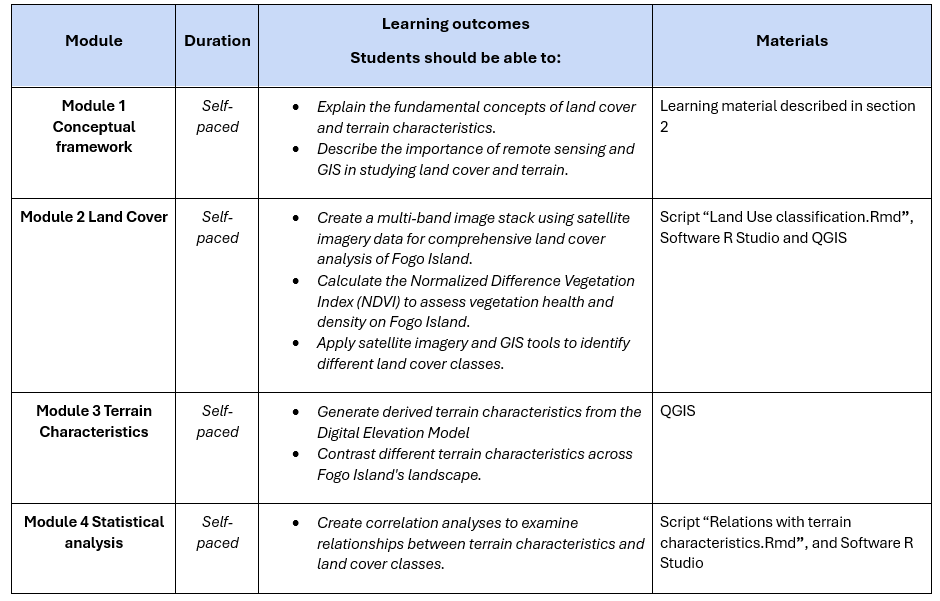 Module
Duration
Learning outcomes
Students should be able to:
Materials
Module 1
Conceptual
framework
Self-
paced
• Explain the fundamental concepts of land cover
and terrain characteristics.
• Describe the importance of remote sensing and
GIS in studying land cover and terrain.
Learning material described in section
2
Module 2 Land Cover
Self-
paced
• Create a multi-band image stack using satellite
imagery data for comprehensive land cover
analysis of Fogo Island.
• Calculate the Normalized Difference Vegetation
Index (NDVI) to assess vegetation health and
density on Fogo Island.
• Apply satellite imagery and GIS tools to identify
different land cover classes.
Script “Land Use classification.Rmd”,
Software R Studio and QGIS
Module 3 Terrain
Characteristics
Self-
paced
• Generate derived terrain characteristics from the
Digital Elevation Model
• Contrast different terrain characteristics across
Fogo Island's landscape.
QGIS
Module 4 Statistical
analysis
Self-
paced
• Create correlation analyses to examine
relationships between terrain characteristics and
land cover classes.
Script “Relations with terrain
characteristics.Rmd”, and Software R
Studio